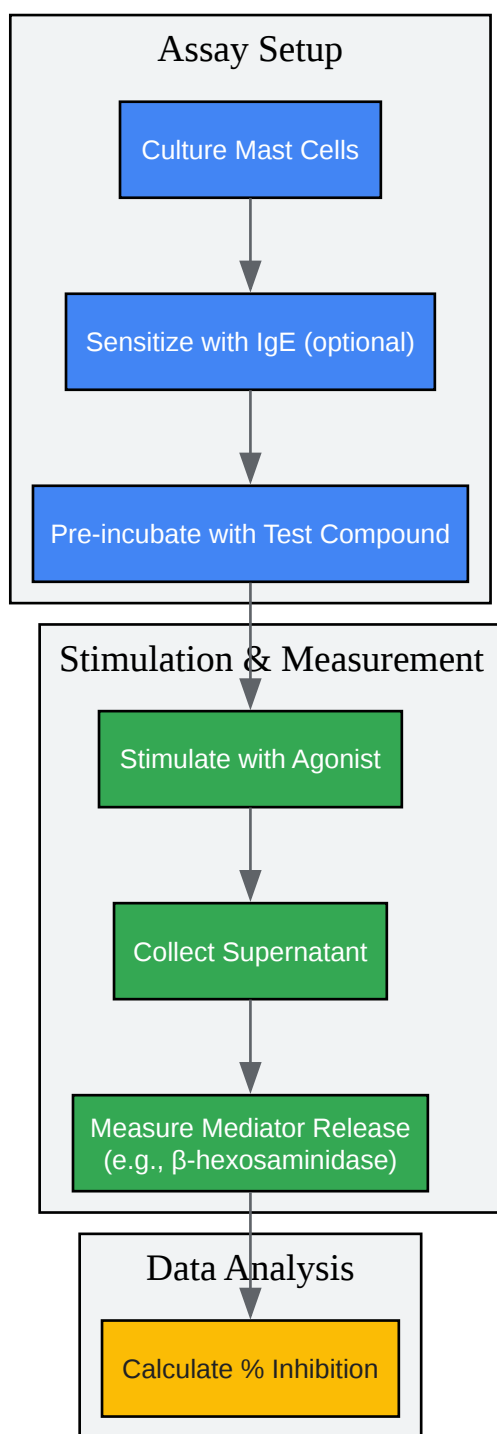 Assay Setup
Culture Mast Cells
Sensitize with IgE (optional)
Pre-incubate with Test Compound
Stimulation & Measurement
Stimulate with Agonist
Collect Supernatant
Measure Mediator Release
(e.g., β-hexosaminidase)
Data Analysis
Calculate % Inhibition